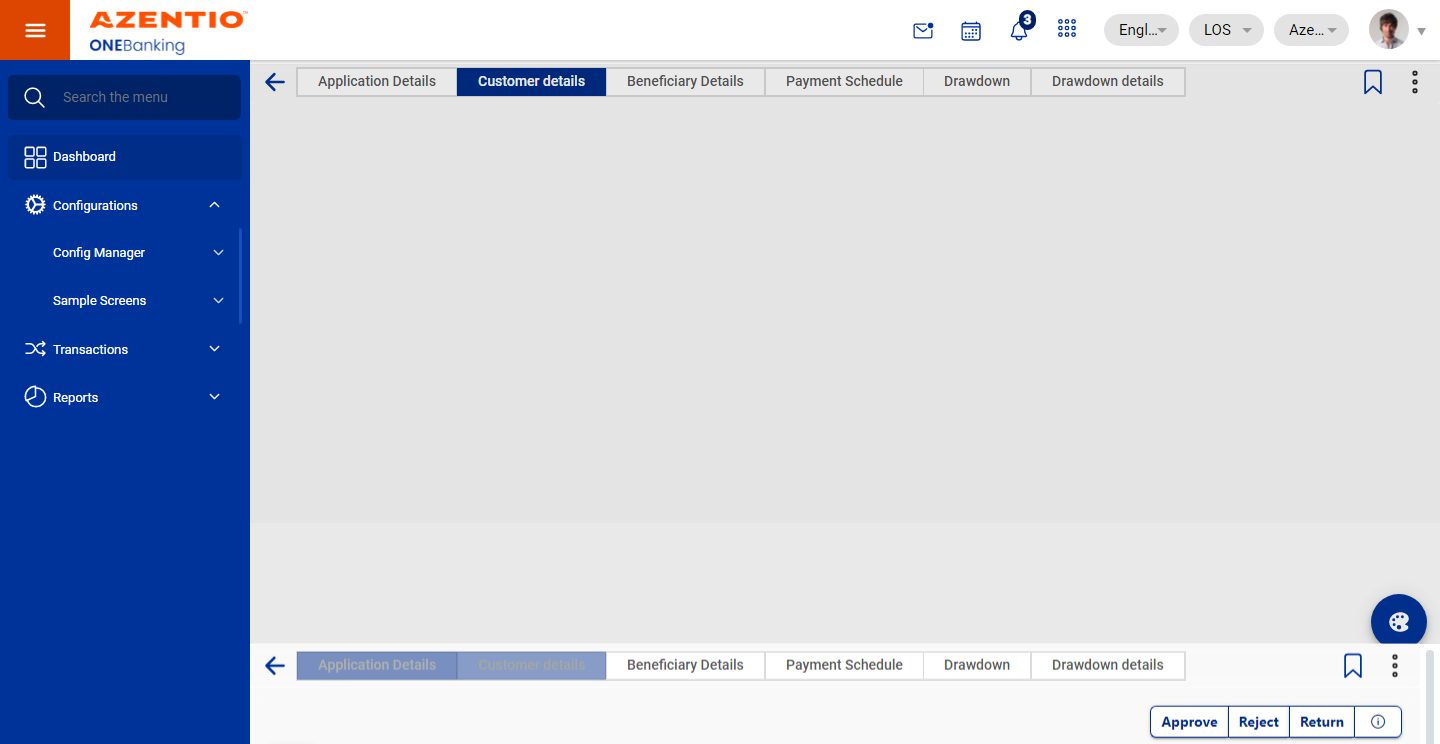 AZENTIO™
ONEBanking
3
Engl...
LOS
Aze...
Search the menu
Dashboard
Configurations
Config Manager
Sample Screens
Transactions
Reports
Application Details Customer details Beneficiary Details Payment Schedule Drawdown Drawdown details
Application Details Customer details Beneficiary Details Payment Schedule Drawdown Drawdown details
Approve Reject Return